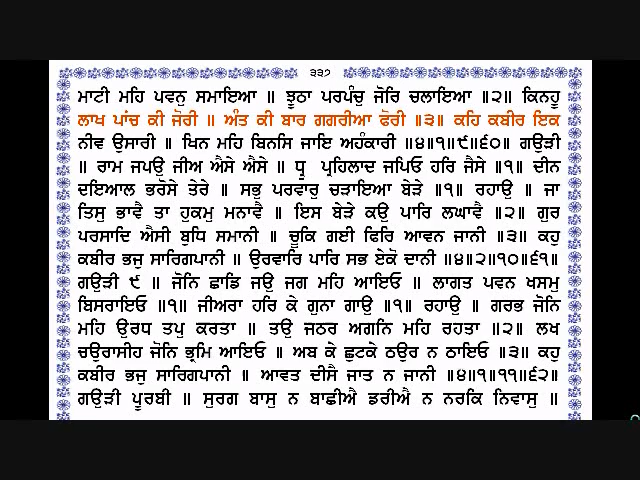 ੩੩੭
ਮਾਟੀ ਮਹਿ ਪਵਨੁ ਸਮਾਇਆ ॥ ਝੂਠਾ ਪਰਪੰਚੁ ਜੋਰਿ ਚਲਾਇਆ ॥੨॥ ਕਿਨਹੂ
ਲਾਖ ਪਾਂਚ ਕੀ ਜੋਰੀ ॥ ਅੰਤ ਕੀ ਬਾਰ ਗਗਰੀਆ ਫੋਰੀ ॥੩॥ ਕਹਿ ਕਬੀਰ ਇਕ
ਨੀਵ ਉਸਾਰੀ ॥ ਖਿਨ ਮਹਿ ਬਿਨਸਿ ਜਾਇ ਅਹੰਕਾਰੀ ॥੪॥੧॥੯॥੬੦॥ ਗਉੜੀ
॥ ਰਾਮ ਜਪਉ ਜੀਅ ਐਸੇ ਐਸੇ ॥ ਧ੍ਰੂ ਪ੍ਰਹਿਲਾਦ ਜਪਿਓ ਹਰਿ ਜੈਸੇ ॥੧॥ ਦੀਨ
ਦਇਆਲ ਭਰੋਸੇ ਤੇਰੇ ॥ ਸਭੁ ਪਰਵਾਰੁ ਚੜਾਇਆ ਬੇੜੇ ॥੧॥ ਰਹਾਉ ॥ ਜਾ
ਤਿਸੁ ਭਾਵੈ ਤਾ ਹੁਕਮੁ ਮਨਾਵੈ ॥ ਇਸ ਬੇੜੇ ਕਉ ਪਾਰਿ ਲਘਾਵੈ ॥੨॥ ਗੁਰ
ਪਰਸਾਦਿ ਐਸੀ ਬੁਧਿ ਸਮਾਨੀ ॥ ਚੂਕਿ ਗਈ ਫਿਰਿ ਆਵਨ ਜਾਨੀ ॥੩॥ ਕਹੁ
ਕਬੀਰ ਭਜੁ ਸਾਰਿਗਪਾਨੀ ॥ ਉਰਵਾਰਿ ਪਾਰਿ ਸਭ ਏਕੋ ਦਾਨੀ ॥੪॥੨॥੧੦॥੬੧॥
ਗਉੜੀ ੯ ॥ ਜੋਨਿ ਛਾਡਿ ਜਉ ਜਗ ਮਹਿ ਆਇਓ ॥ ਲਾਗਤ ਪਵਨ ਖਸਮੁ
ਬਿਸਰਾਇਓ ॥੧॥ ਜੀਅਰਾ ਹਰਿ ਕੇ ਗੁਨਾ ਗਾਉ ॥੧॥ ਰਹਾਉ ॥ ਗਰਭ ਜੋਨਿ
ਮਹਿ ਉਰਧ ਤਪੁ ਕਰਤਾ ॥ ਤਉ ਜਠਰ ਅਗਨਿ ਮਹਿ ਰਹਤਾ ॥੨॥ ਲਖ
ਚਉਰਾਸੀਹ ਜੋਨਿ ਭ੍ਰਮਿ ਆਇਓ ॥ ਅਬ ਕੇ ਛੁਟਕੇ ਠਉਰ ਨ ਠਾਇਓ ॥੩॥ ਕਹੁ
ਕਬੀਰ ਭਜੁ ਸਾਰਿਗਪਾਨੀ ॥ ਆਵਤ ਦੀਸੈ ਜਾਤ ਨ ਜਾਨੀ ॥੪॥੧॥੧੧॥੬੨॥
ਗਉੜੀ ਪੂਰਬੀ ॥ ਸੁਰਗ ਬਾਸੁ ਨ ਬਾਛੀਐ ਡਰੀਐ ਨ ਨਰਕਿ ਨਿਵਾਸੁ ॥